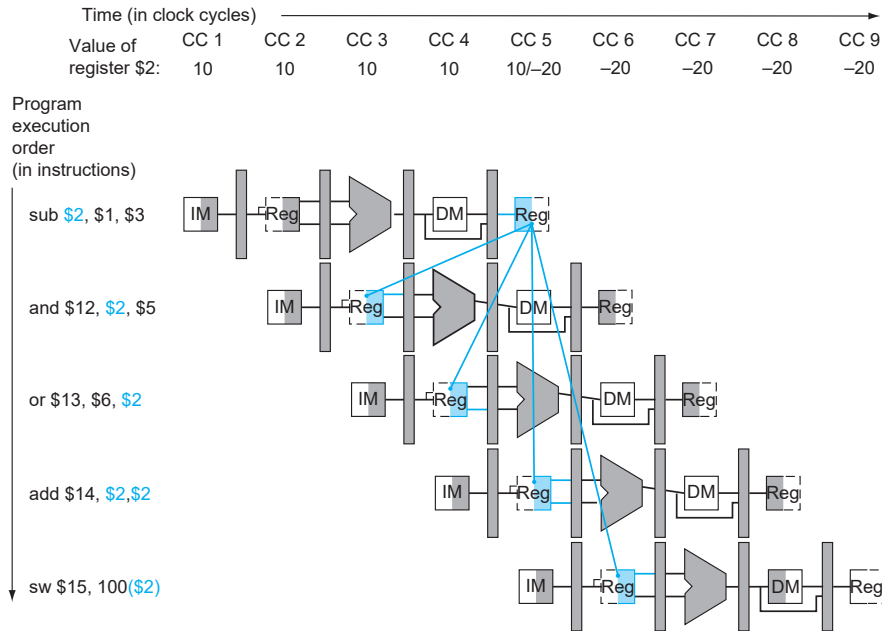 Time (in clock cycles)
Value of register $2:
CC 1 CC 2 CC 3 CC 4 CC 5 CC 6 CC 7 CC 8 CC 9
10 10 10 10 10/–20 –20 –20 –20 –20
Program
execution
order
(in instructions)
sub $2, $1, $3
IM Reg DM Reg
and $12, $2, $5
IM Reg DM Reg
or $13, $6, $2
IM Reg DM Reg
add $14, $2,$2
IM Reg DM Reg
sw $15, 100($2)
IM Reg DM Reg